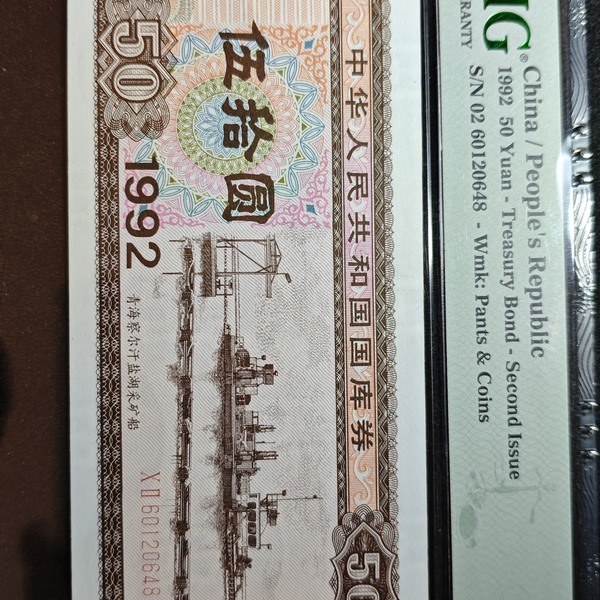 China / People's Republic
1992 50 Yuan - Treasury Bond - Second Issue
S/N 02 60120648 - Wmk: Pants & Coins
中华人民共和国国库券
伍拾圆
50
1992
青海察尔汗盐湖采矿船
XⅡ60120648